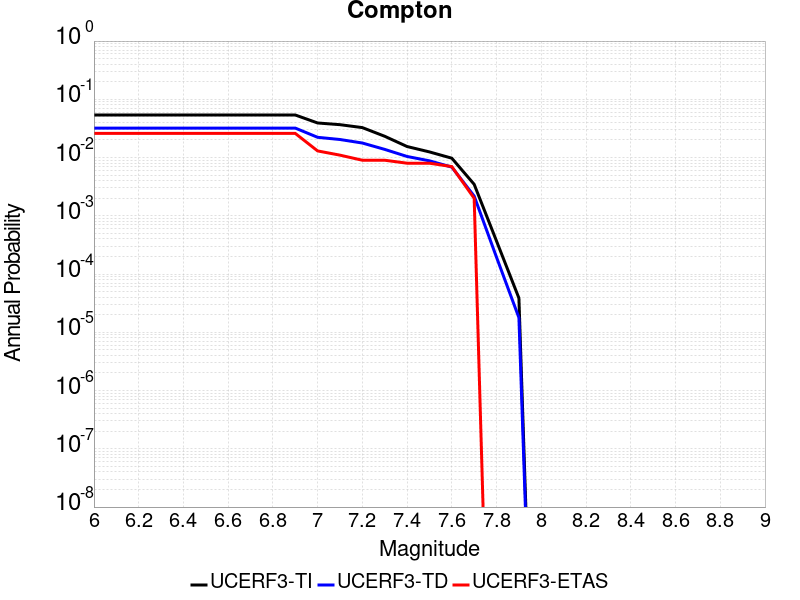 Compton
Annual Probability
10^0
10^-1
10^-2
10^-3
10^-4
10^-5
10^-6
10^-7
10^-8
6 6.2 6.4 6.6 6.8 7 7.2 7.4 7.6 7.8 8 8.2 8.4 8.6 8.8 9
Magnitude
UCERF3-TI UCERF3-TD UCERF3-ETAS